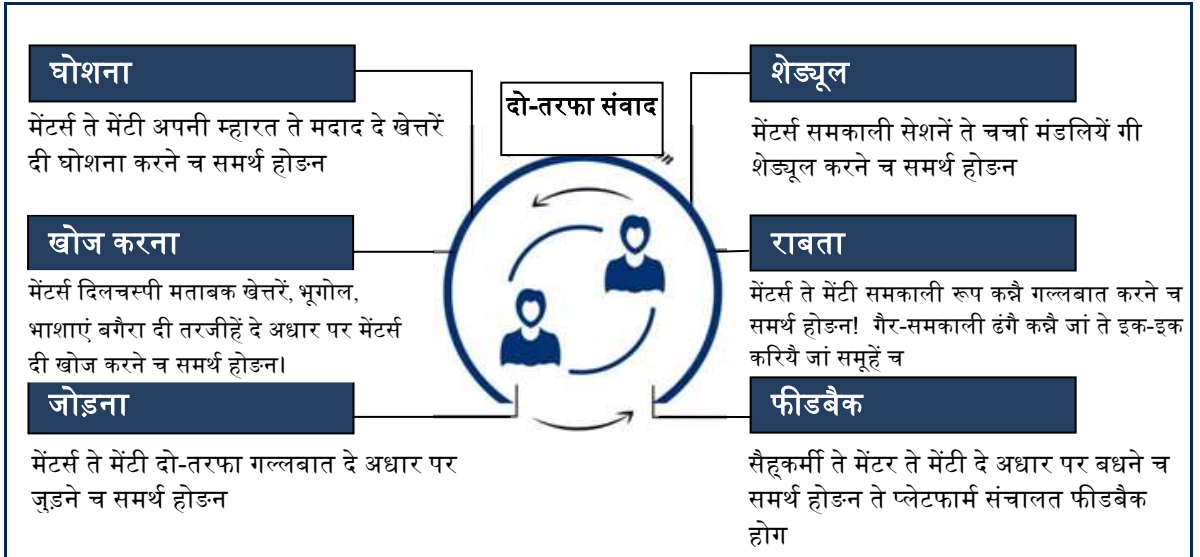 घोशना
मेंटर्स ते मेंटी अपनी म्हारत ते मदाद दे खेत्तरें
दी घोशना करने च समर्थ होङन
खोज करना
मेंटर्स दिलचस्पी मताबक खेत्तरें, भूगोल,
भाशाएं बगैरा दी तरजीहें दे अधार पर मेंटर्स
दी खोज करने च समर्थ होङन।
जोड़ना
मेंटर्स ते मेंटी दो-तरफा गल्लबात दे अधार पर
जुड़ने च समर्थ होङन
दो-तरफा संवाद
शेड्यूल
मेंटर्स समकाली सेशनें ते चर्चा मंडलियें गी
शेड्यूल करने च समर्थ होङन
राबता
मेंटर्स ते मेंटी समकाली रूप कन्नै गल्लबात करने च
समर्थ होङन! गैर-समकाली ढंगै कन्नै जां ते इक-इक
करियै जां समूहें च
फीडबैक
सैह्कर्मी ते मेंटर ते मेंटी दे अधार पर बधने च
समर्थ होङन ते प्लेटफार्म संचालत फीडबैक
होग